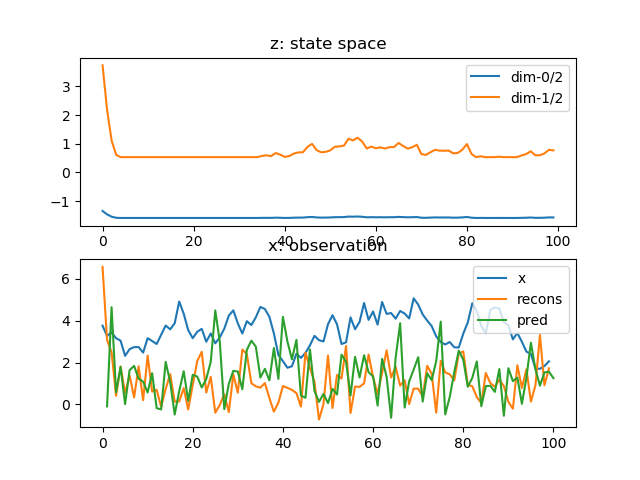 z: state space
dim-0/2
dim-1/2
3
2
1
0
−1
0 20 40 60 80 100
x: observation
x
recons
pred
6
4
2
0
0 20 40 60 80 100